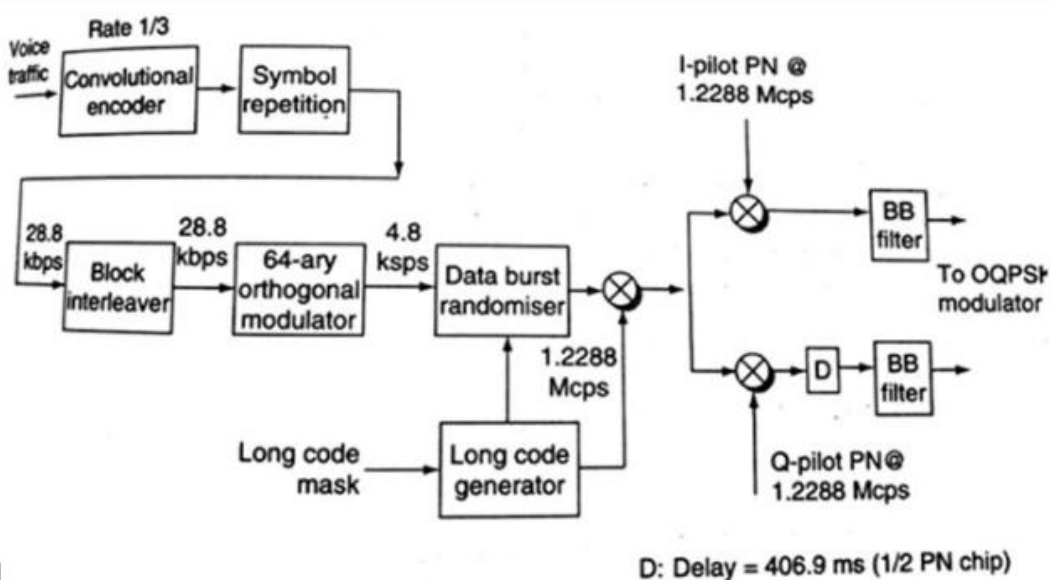 Rate 1/3
Voice
traffic
Convolutional
encoder
Symbol
repetition
I-pilot PN @
1.2288 Mcps
28.8
kbps
Block
interleaver
28.8
kbps
64-ary
orthogonal
modulator
4.8
ksps
Data burst
randomiser
1.2288
Mcps
BB
filter
To OQPSK
modulator
D
BB
filter
Long code
mask
Long code
generator
Q-pilot PN@
1.2288 Mcps
D: Delay = 406.9 ms (1/2 PN chip)